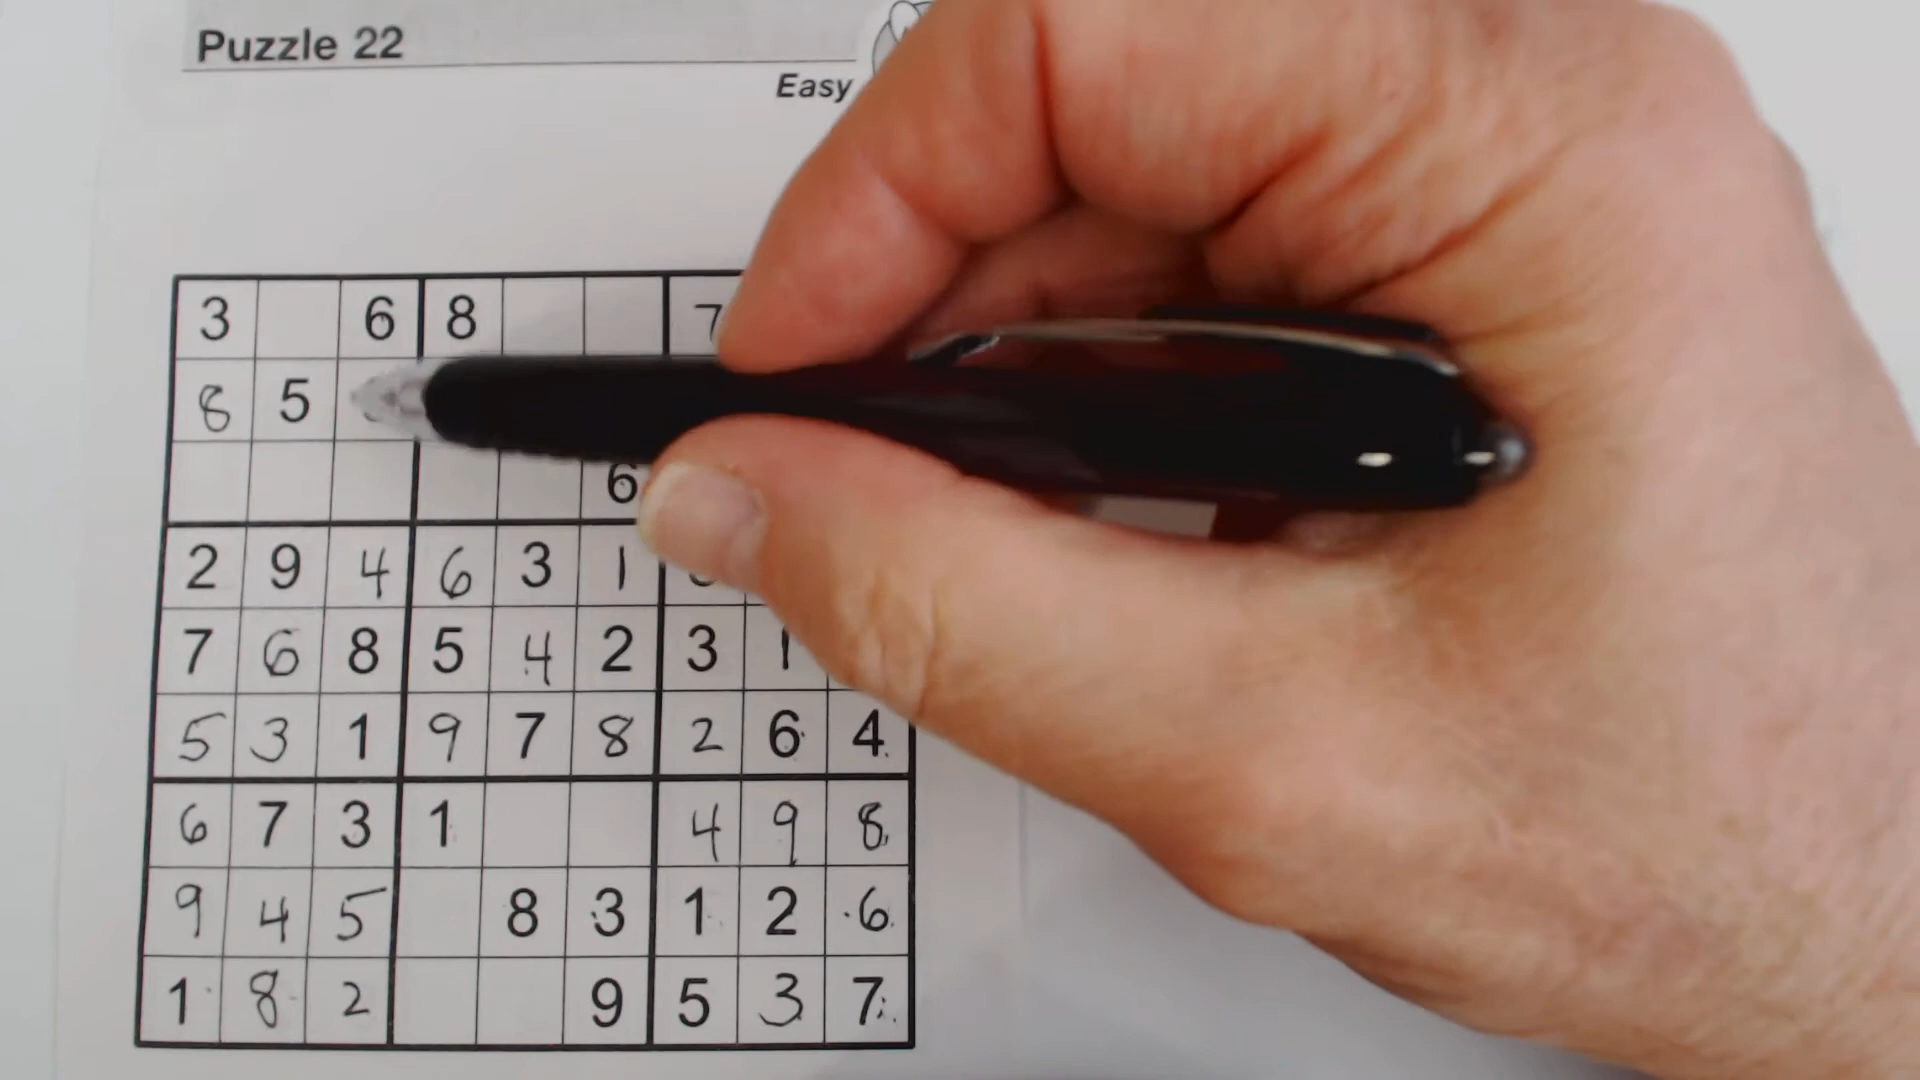 Puzzle 22
Easy
3 6 8 7
8 5
6
2 9 4 6 3 1
7 6 8 5 4 2 3 1
5 3 1 9 7 8 2 6 4
6 7 3 1 4 9 8
9 4 5 8 3 1 2 6
1 8 2 9 5 3 7